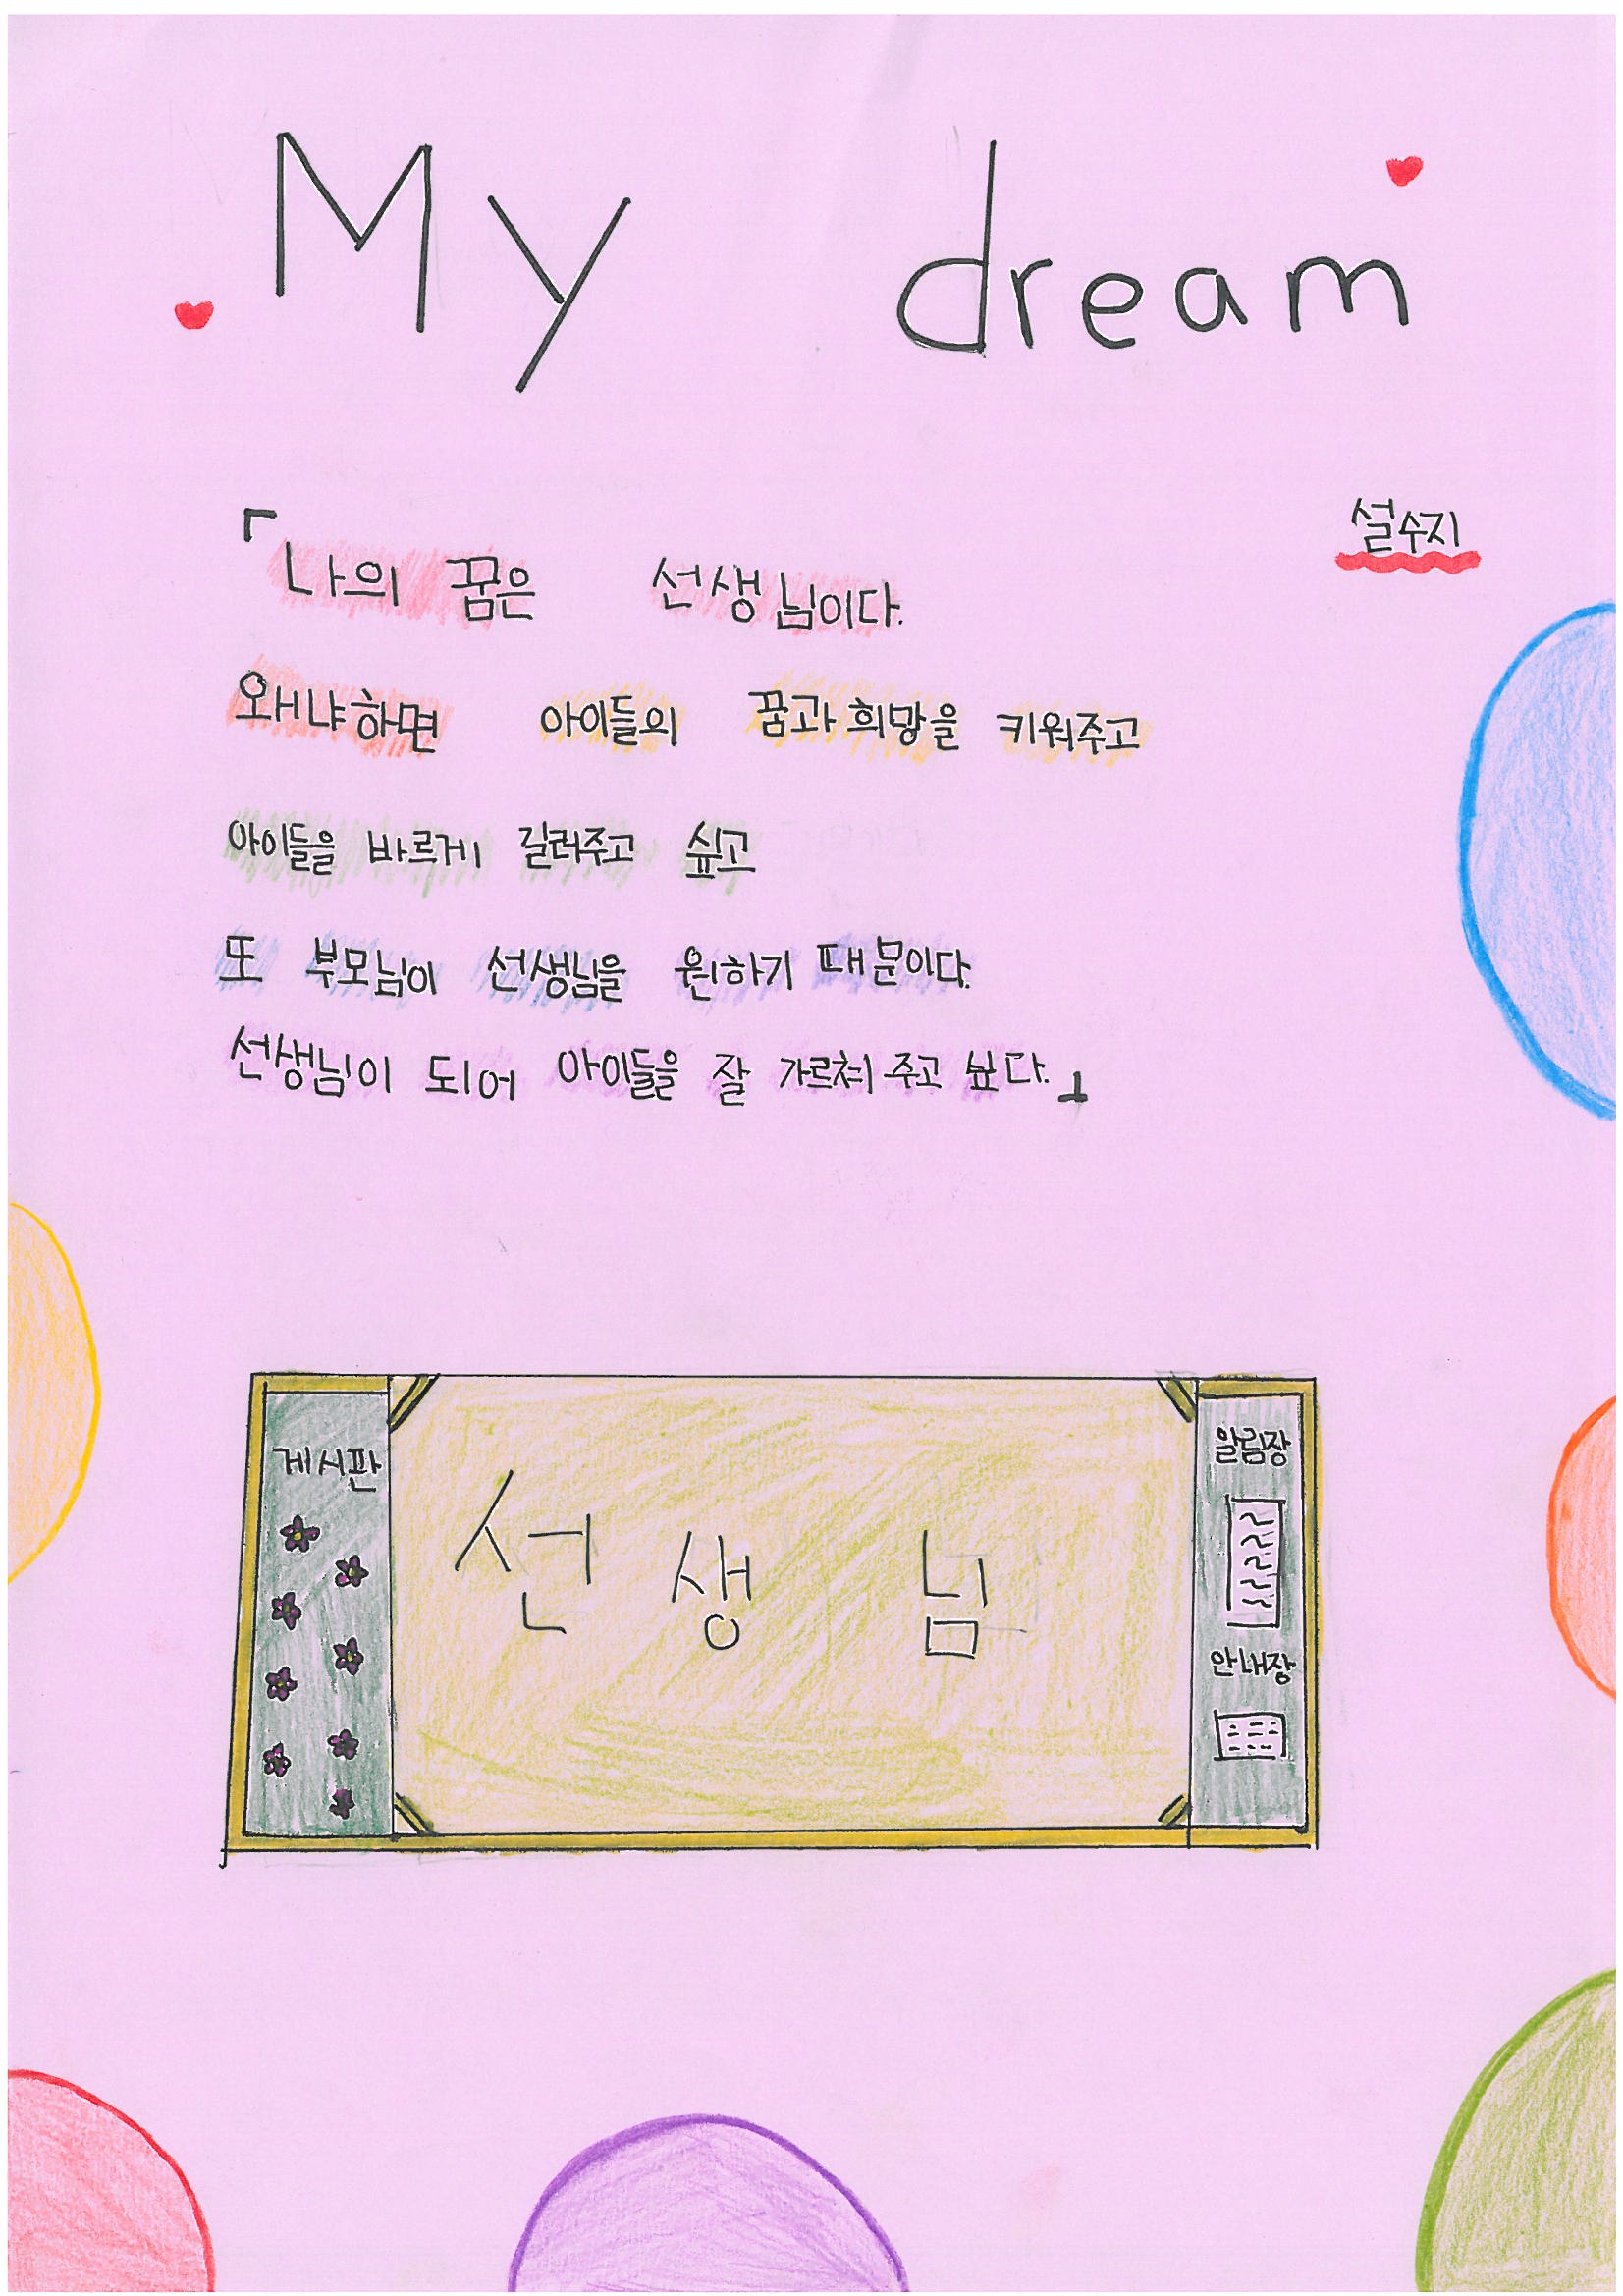 My dream
설수지
「나의 꿈은 선생님이다.
왜냐하면 아이들의 꿈과 희망을 키워주고
아이들을 바르게 길러주고 싶고
또 부모님이 선생님을 원하기 때문이다.
선생님이 되어 아이들을 잘 가르쳐 주고 싶다.」
게시판
선생님
알림장
안내장